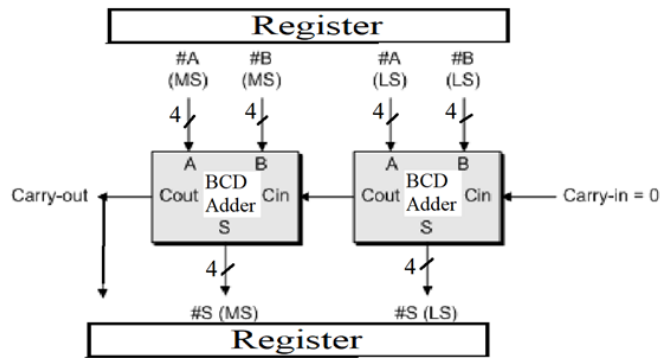 Register
#A #B #A #B
(MS) (MS) (LS) (LS)
4 4 4 4
A B A B
Carry-out Cout BCD Cin Cout BCD Cin Carry-in = 0
Adder Adder
S S
4 4
#S (MS) #S (LS)
Register